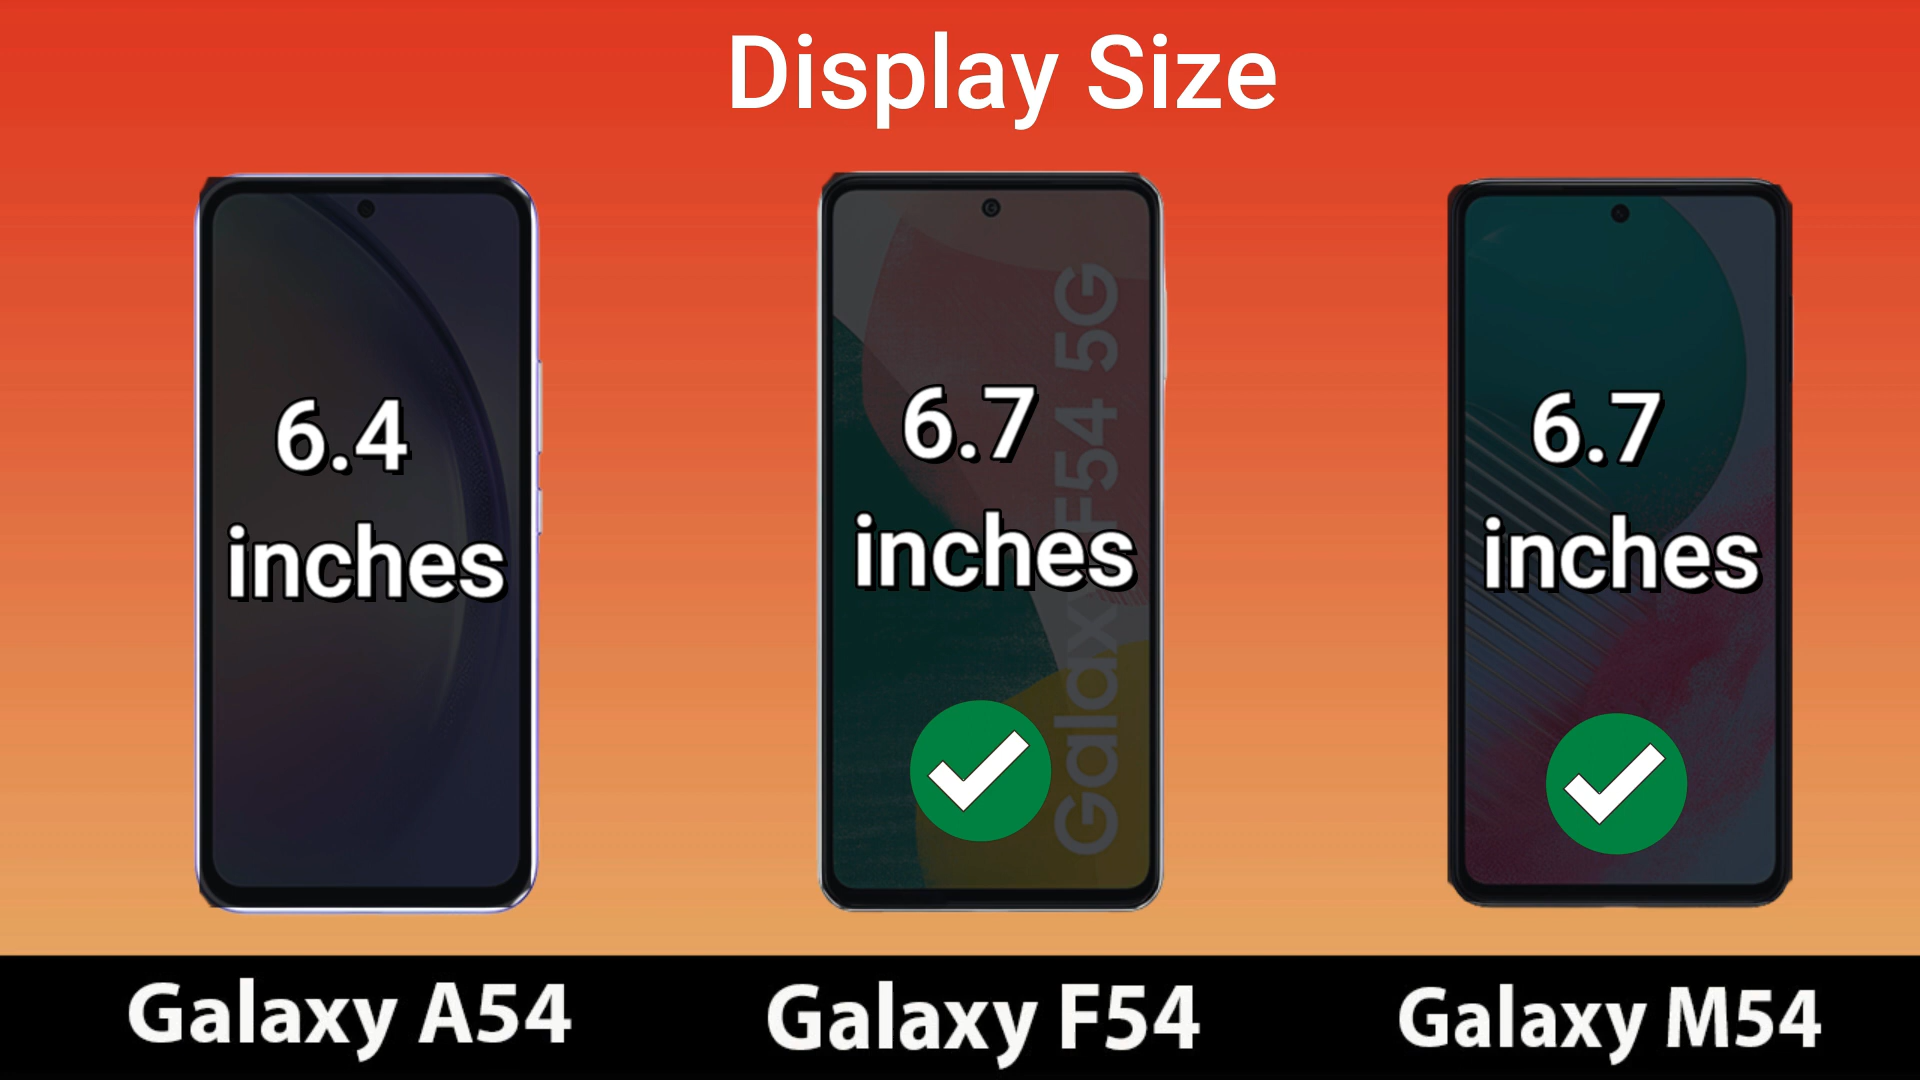 Display Size
6.4
inches
6.7
inches
Galaxy F54 5G
6.7
inches
Galaxy A54
Galaxy F54
Galaxy M54